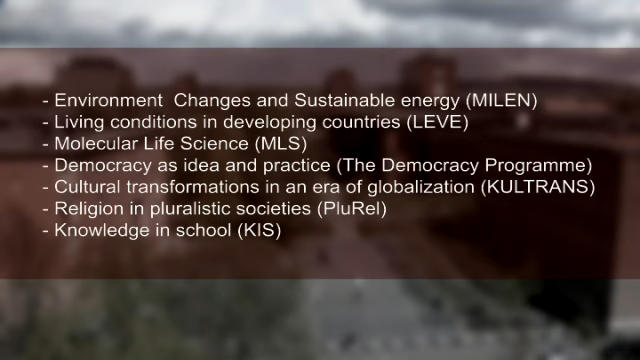 - Environment  Changes and Sustainable energy (MILEN)
- Living conditions in developing countries (LEVE)
- Molecular Life Science (MLS)
- Democracy as idea and practice (The Democracy Programme)
- Cultural transformations in an era of globalization (KULTRANS)
- Religion in pluralistic societies (PluRel)
- Knowledge in school (KIS)